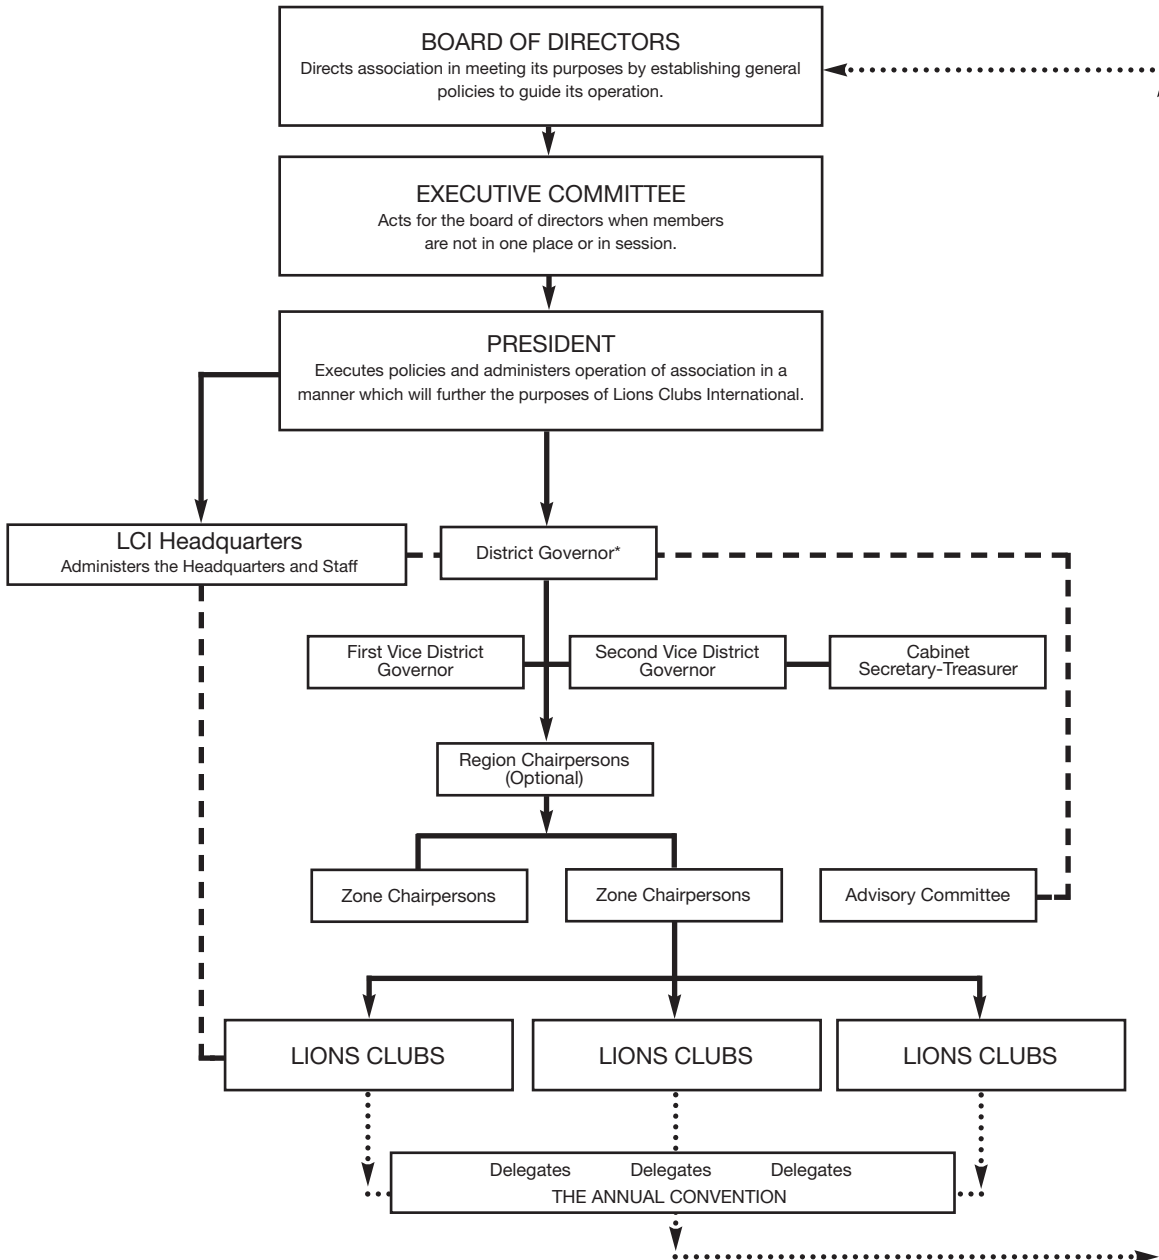 BOARD OF DIRECTORS
Directs association in meeting its purposes by establishing general
policies to guide its operation.
EXECUTIVE COMMITTEE
Acts for the board of directors when members
are not in one place or in session.
PRESIDENT
Executes policies and administers operation of association in a
manner which will further the purposes of Lions Clubs International.
LCI Headquarters
Administers the Headquarters and Staff
District Governor*
First Vice District
Governor
Second Vice District
Governor
Cabinet
Secretary-Treasurer
Region Chairpersons
(Optional)
Zone Chairpersons
Zone Chairpersons
Advisory Committee
LIONS CLUBS
LIONS CLUBS
LIONS CLUBS
Delegates Delegates Delegates
THE ANNUAL CONVENTION